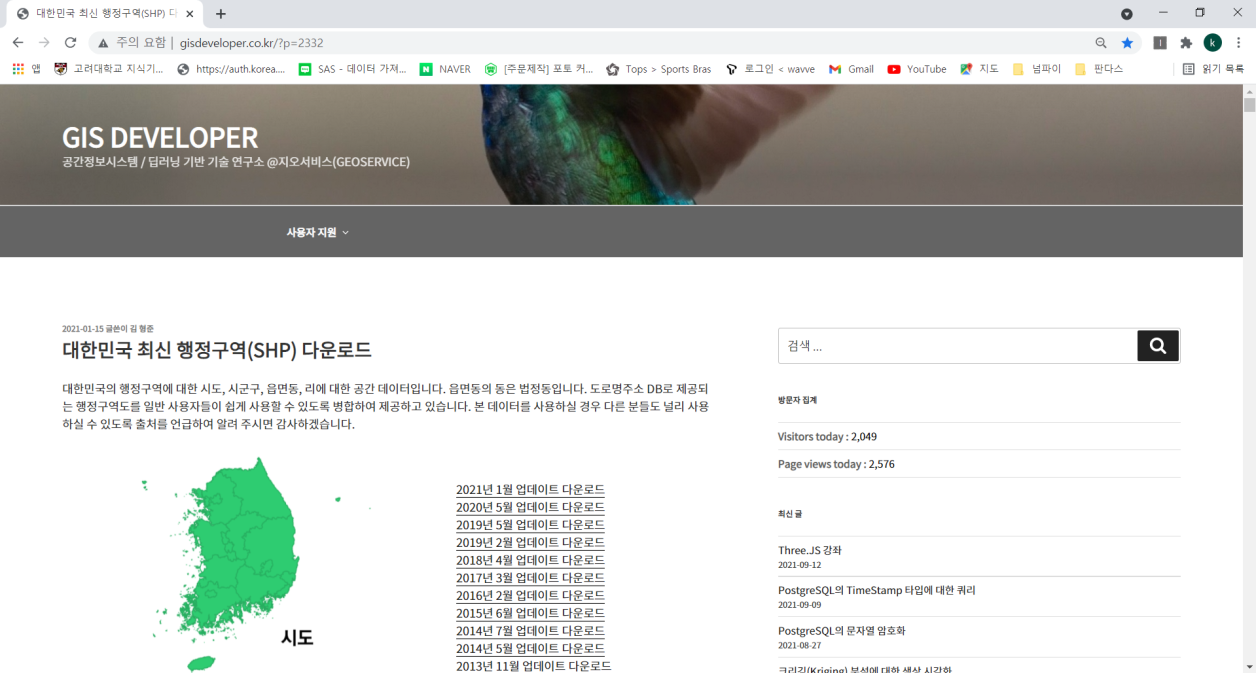 대한민국 최신 행정구역(SHP) 다
주의 요함 | gisdeveloper.co.kr/?p=2332
k
앱
고려대학교 지식기...
https://auth.korea....
SAS - 데이터 가져...
NAVER
[주문제작] 포토 커...
Tops > Sports Bras
로그인 < wavve
Gmail
YouTube
지도
넘파이
판다스
읽기 목록
GIS DEVELOPER
공간정보시스템 / 딥러닝 기반 기술 연구소 @지오서비스(GEOSERVICE)
사용자 지원
2021-01-15 글쓴이 김 형준
대한민국 최신 행정구역(SHP) 다운로드
대한민국의 행정구역에 대한 시도, 시군구, 읍면동, 리에 대한 공간 데이터입니다. 읍면동의 동은 법정동입니다. 도로명주소 DB로 제공되
는 행정구역도를 일반 사용자들이 쉽게 사용할 수 있도록 병합하여 제공하고 있습니다. 본 데이터를 사용하실 경우 다른 분들도 널리 사용
하실 수 있도록 출처를 언급하여 알려 주시면 감사하겠습니다.
시도
2021년 1월 업데이트 다운로드
2020년 5월 업데이트 다운로드
2019년 5월 업데이트 다운로드
2019년 2월 업데이트 다운로드
2018년 4월 업데이트 다운로드
2017년 3월 업데이트 다운로드
2016년 2월 업데이트 다운로드
2015년 6월 업데이트 다운로드
2014년 7월 업데이트 다운로드
2014년 5월 업데이트 다운로드
2013년 11월 업데이트 다운로드
검색 ...
방문자 집계
Visitors today : 2,049
Page views today : 2,576
최신 글
Three.JS 강좌
2021-09-12
PostgreSQL의 TimeStamp 타입에 대한 쿼리
2021-09-09
PostgreSQL의 문자열 암호화
2021-08-27
크리깅(Kriging) 분석에 대한 색상 시각화